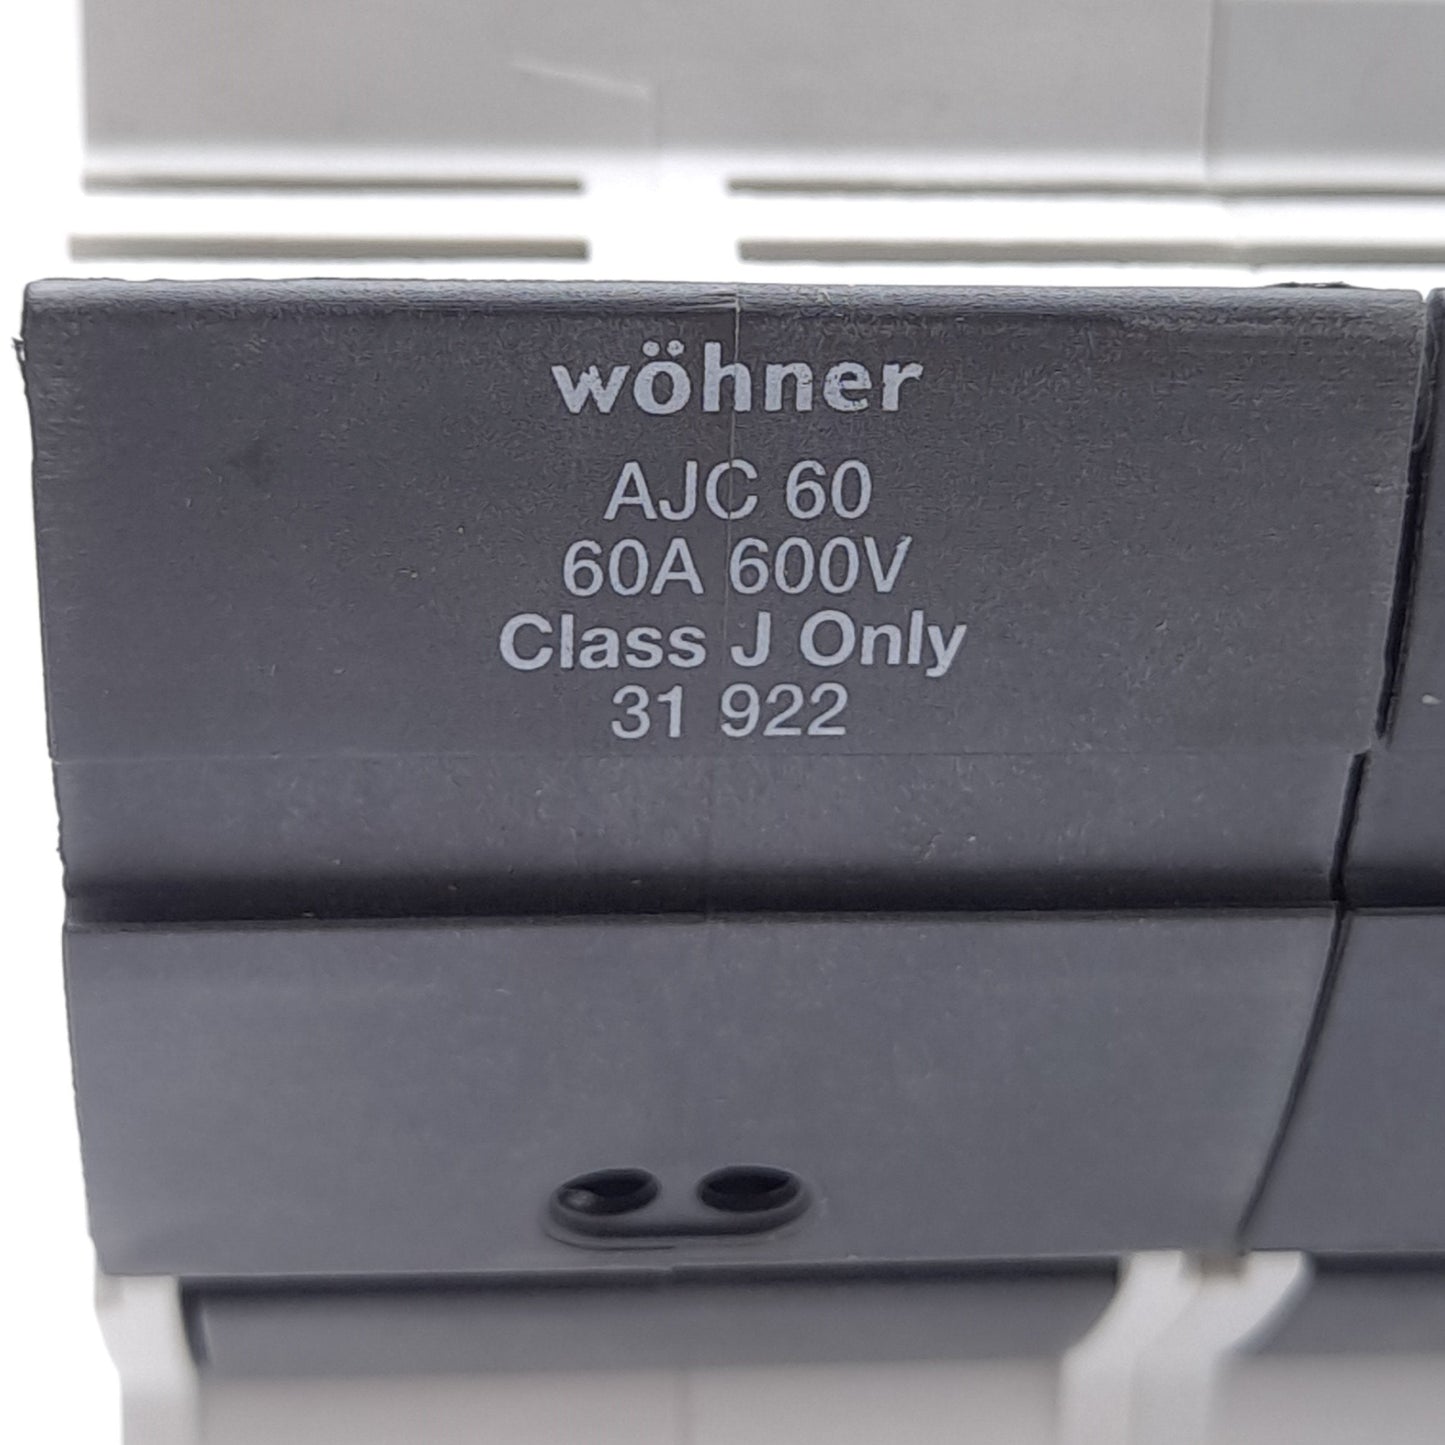 wöhner
AJC 60
60A 600V
Class J Only
31 922